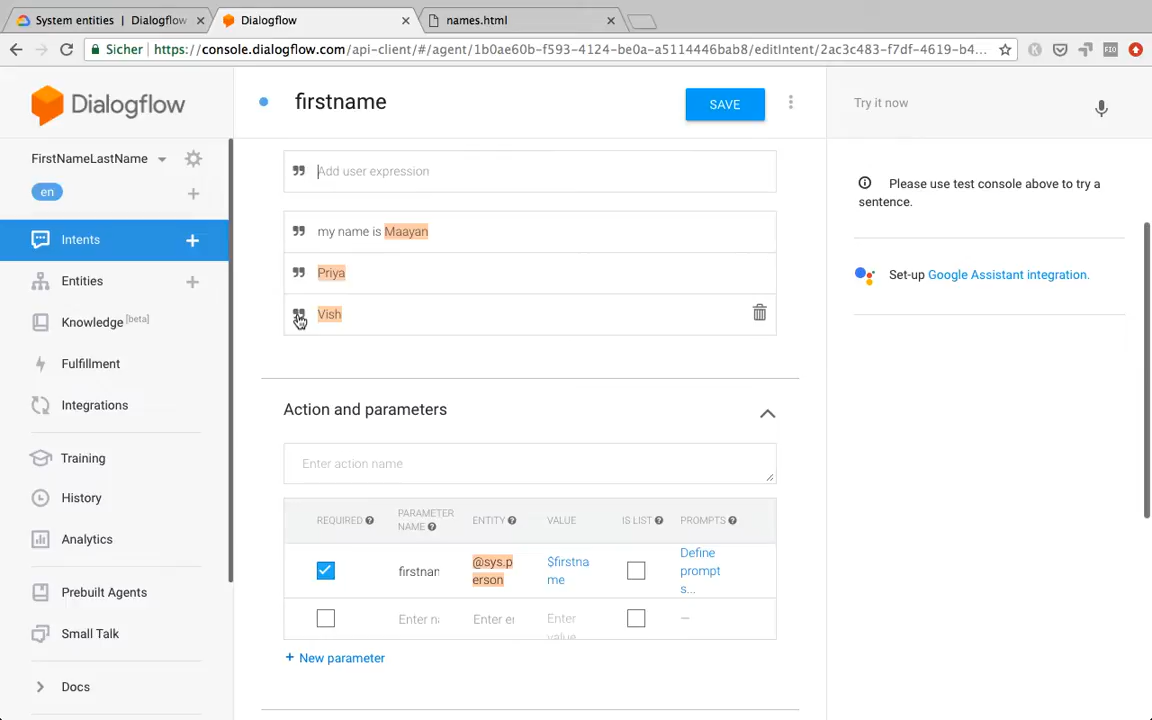 System entities | Dialogflow
Dialogflow
names.html
Sicher https://console.dialogflow.com/api-client/#/agent/1b0ae60b-f593-4124-be0a-a5114446bab8/editIntent/2ac3c483-f7df-4619-b4...
Dialogflow
firstname
SAVE
Try it now
FirstNameLastName
en
Add user expression
Please use test console above to try a
sentence.
Intents
my name is Maayan
Entities
Priya
Set-up Google Assistant integration.
Knowledge [beta]
Vish
Fulfillment
Integrations
Action and parameters
Training
Enter action name
History
REQUIRED
PARAMETER
NAME
ENTITY
VALUE
IS LIST
PROMPTS
Analytics
firstnar
@sys.p
erson
$firstna
me
Define
prompt
s...
Prebuilt Agents
Enter n
Enter er
Enter
value
–
Small Talk
+ New parameter
Docs